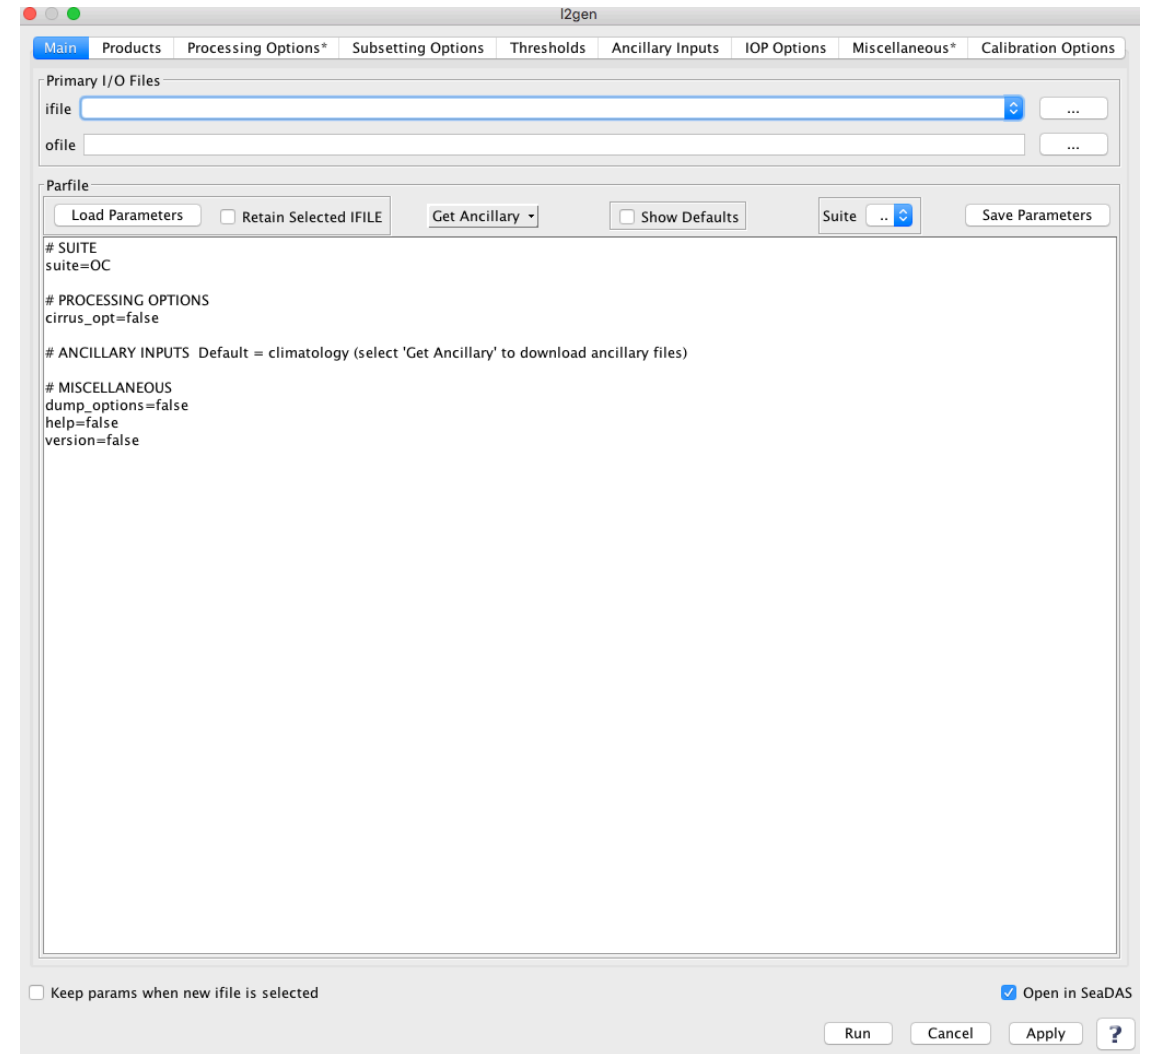 l2gen
Main Products Processing Options* Subsetting Options Thresholds Ancillary Inputs IOP Options Miscellaneous* Calibration Options
Primary I/O Files
ifile ...
ofile ...
Parfile
Load Parameters Retain Selected IFILE Get Ancillary Show Defaults Suite .. Save Parameters
# SUITE
suite=OC
# PROCESSING OPTIONS
cirrus_opt=false
# ANCILLARY INPUTS  Default = climatology (select 'Get Ancillary' to download ancillary files)
# MISCELLANEOUS
dump_options=false
help=false
version=false
Keep params when new ifile is selected Open in SeaDAS
Run Cancel Apply ?